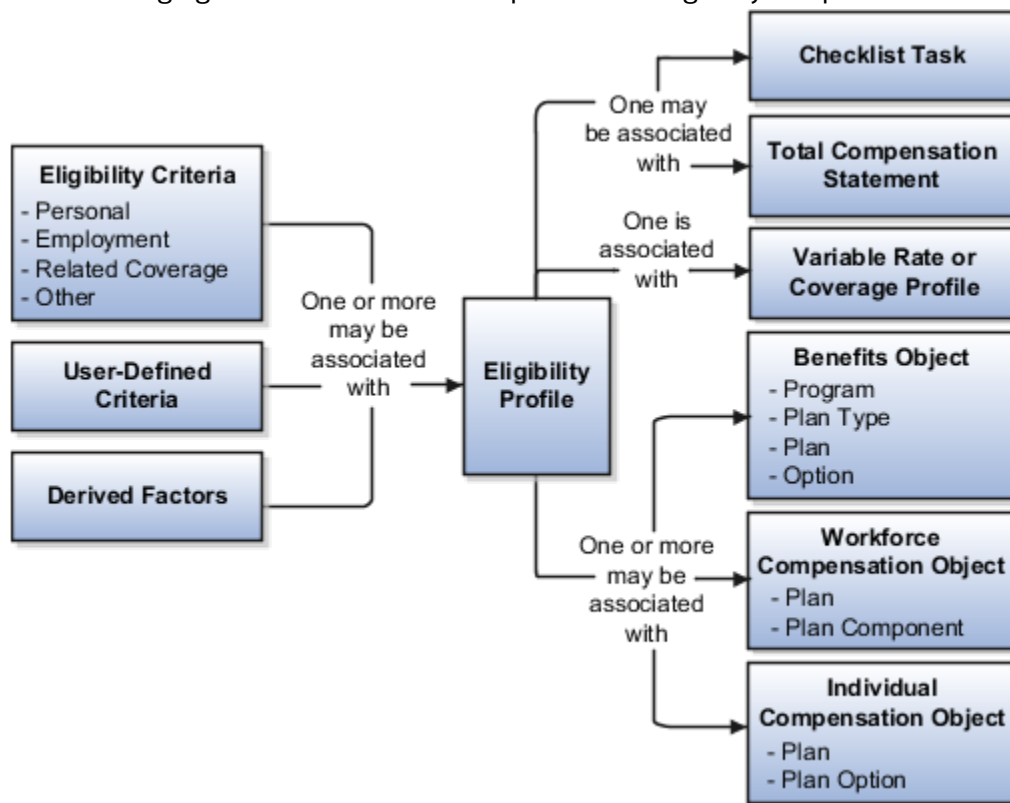 Eligibility Criteria
- Personal
- Employment
- Related Coverage
- Other
User-Defined
Criteria
Derived Factors
One or more
may be
associated
with
Eligibility
Profile
One may
be associated
with
One is
associated
with
One or more
may be
associated
with
Checklist Task
Total Compensation
Statement
Variable Rate or
Coverage Profile
Benefits Object
- Program
- Plan Type
- Plan
- Option
Workforce
Compensation Object
- Plan
- Plan Component
Individual
Compensation Object
- Plan
- Plan Option